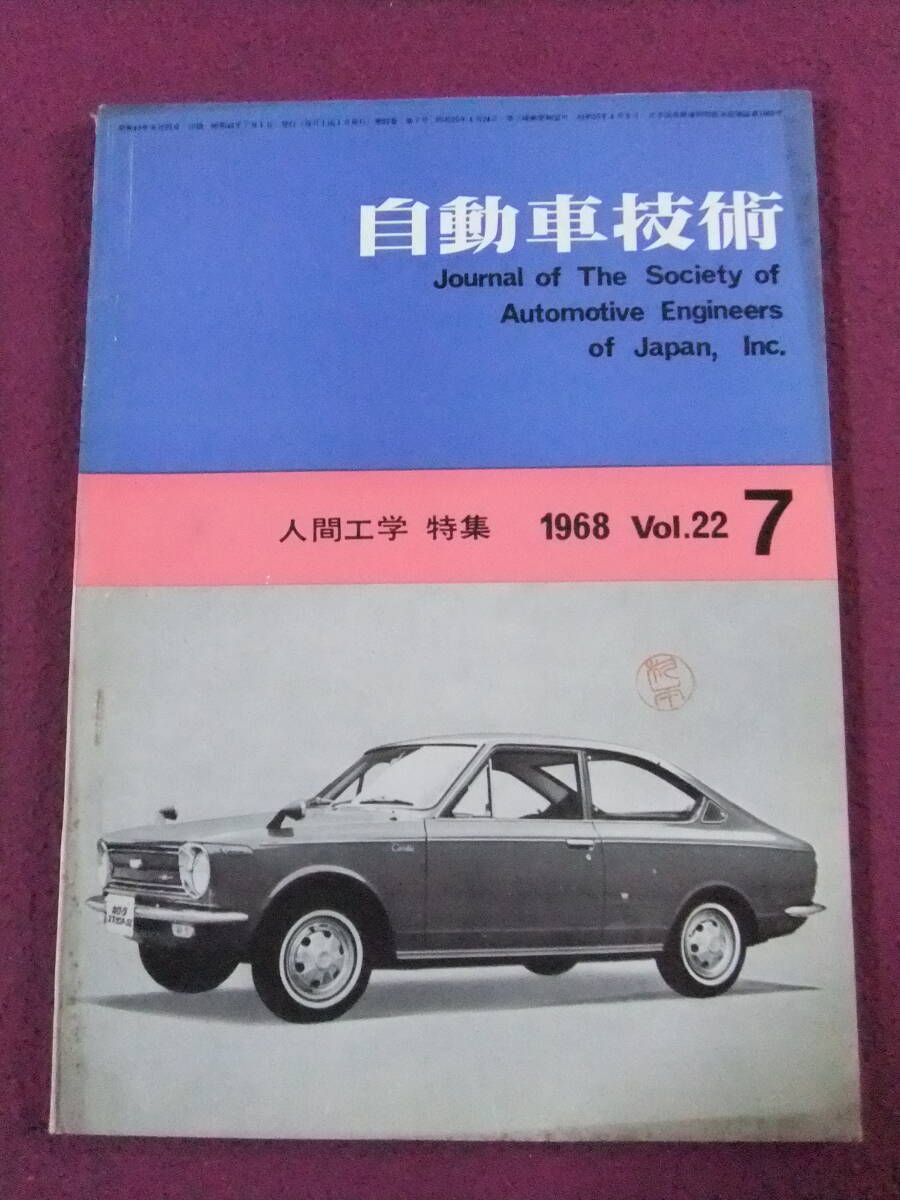 自動車技術
Journal of The Society of
Automotive Engineers
of Japan, Inc.
人間工学 特集 1968 Vol.22 7
Corolla